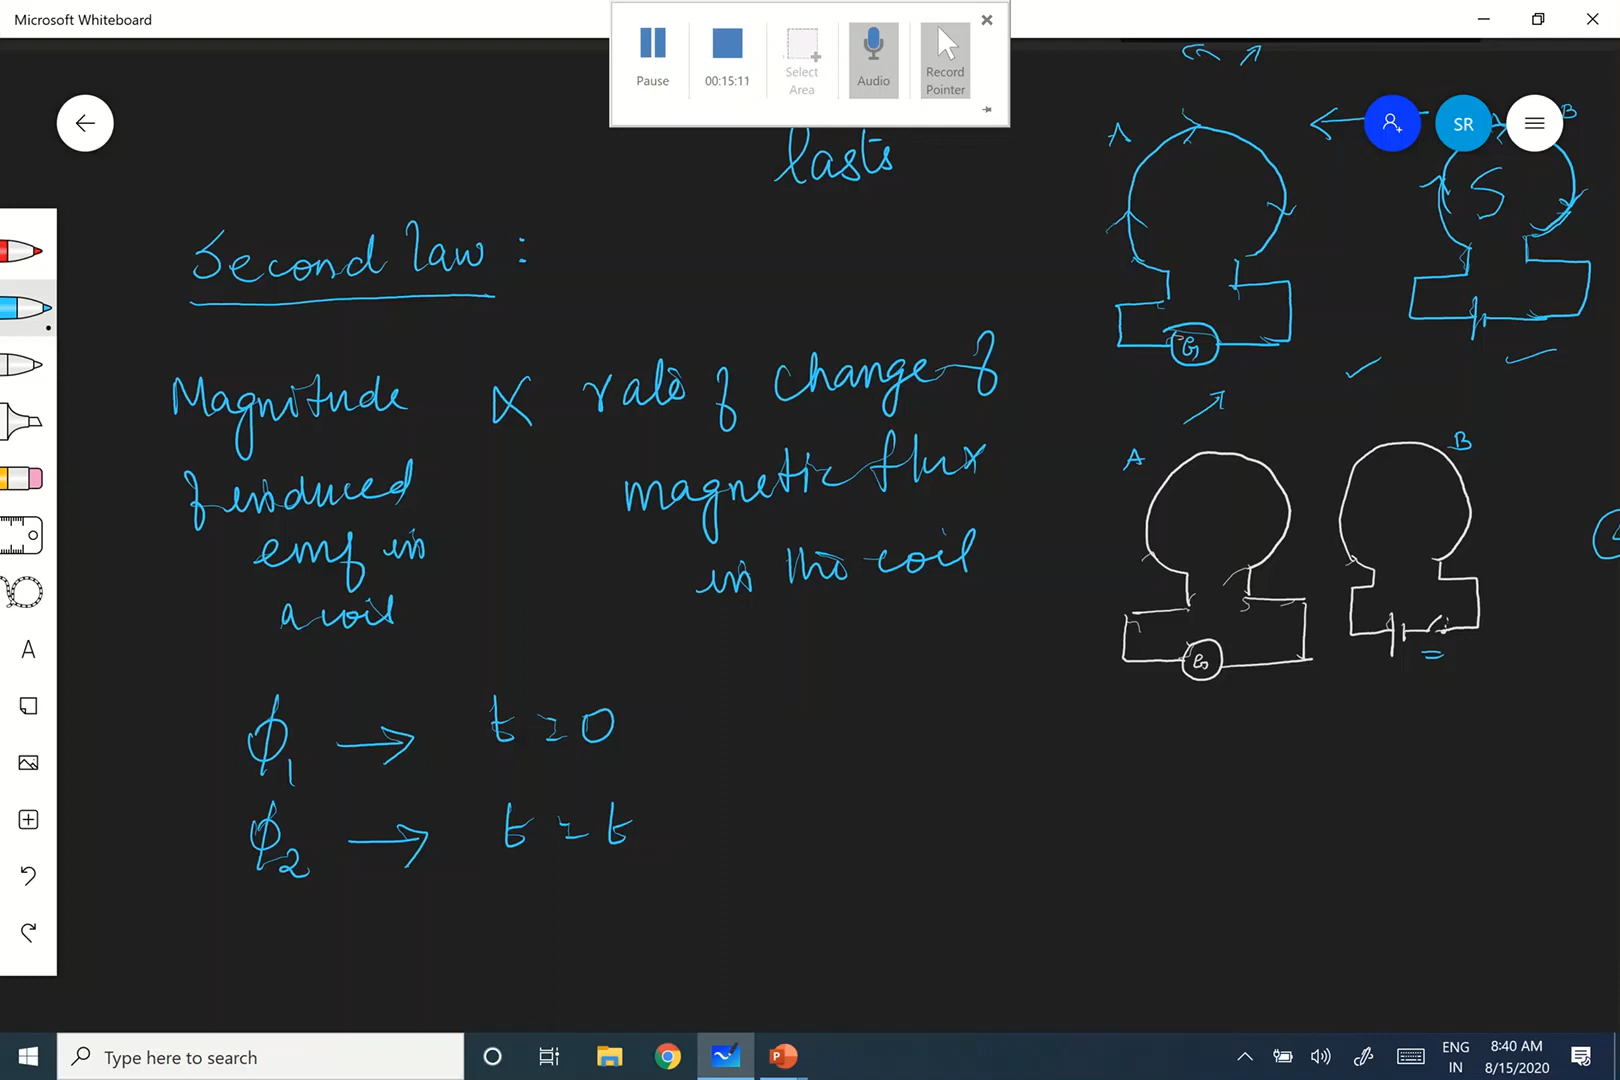 Microsoft Whiteboard
Pause
00:15:11
Select Area
Audio
Record Pointer
lasts
Second law :
Magnitude ∝ rate of change of
of induced magnetic flux
emf in in the coil
a coil
ϕ1 → t = 0
ϕ2 → t = t
A
B
SR
S
G
A
B
G
A
Type here to search
ENG
IN
8:40 AM
8/15/2020